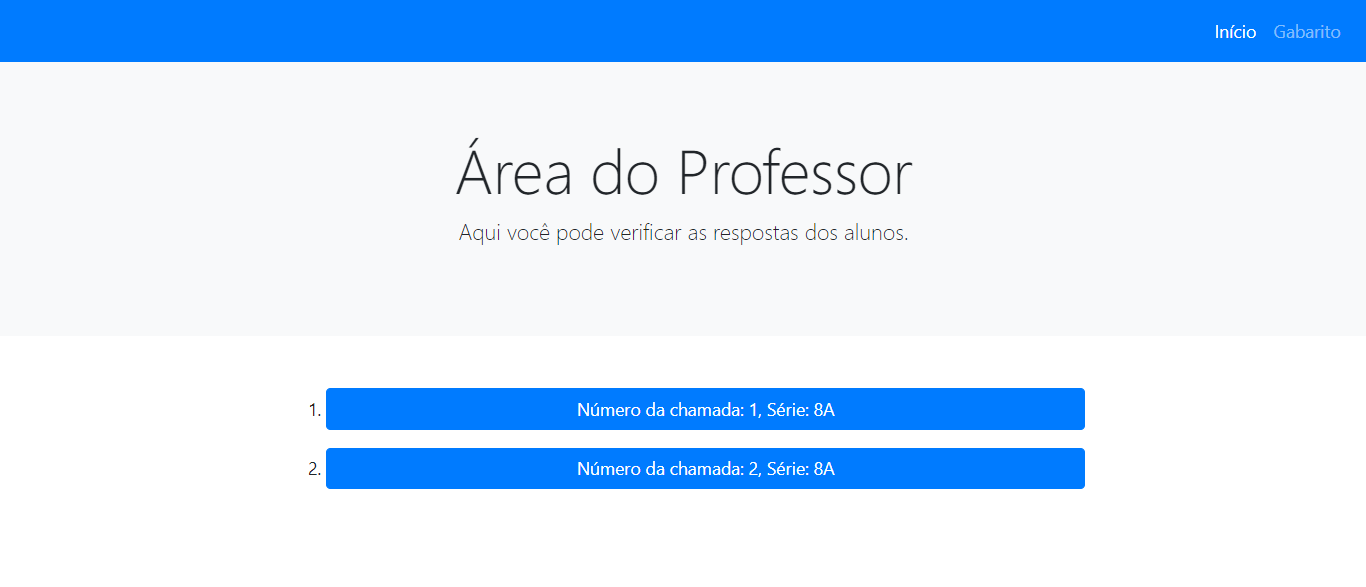 Início Gabarito
Área do Professor
Aqui você pode verificar as respostas dos alunos.
1. Número da chamada: 1, Série: 8A
2. Número da chamada: 2, Série: 8A